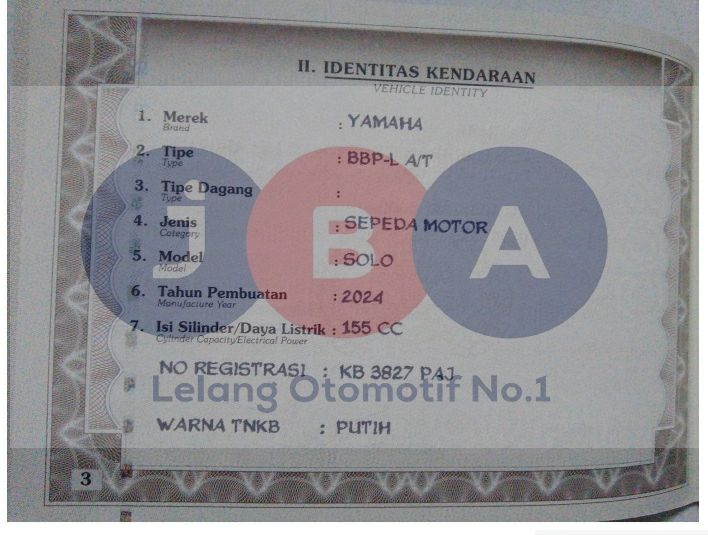 II. IDENTITAS KENDARAAN
VEHICLE IDENTITY
1. Merek : YAMAHA
Brand
2. Tipe : BBP-L A/T
Type
3. Tipe Dagang :
Type
4. Jenis : SEPEDA MOTOR
Category
5. Model : SOLO
Model
6. Tahun Pembuatan : 2024
Manufacture Year
7. Isi Silinder/Daya Listrik : 155 CC
Cylinder Capacity/Electrical Power
NO REGISTRASI : KB 3827 PAJ
WARNA TNKB : PUTIH
3
jBA
Lelang Otomotif No.1